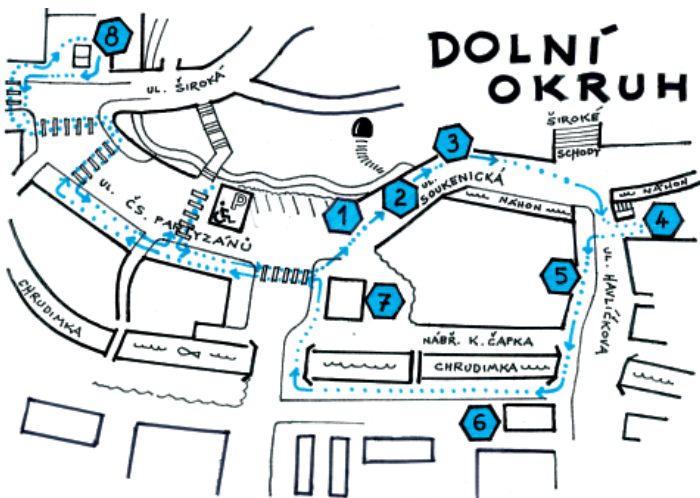 DOLNÍ
OKRUH
8
UL. ŠIROKÁ
3
ŠIROKÉ
SCHODY
UL.
SOUKENICKÁ
2
1
P
NÁHON
NÁHON
4
UL. ČS. PARTYZÁNŮ
5
UL. HAVLÍČKOVA
7
CHRUDIMKA
NÁBŘ. K. ČAPKA
CHRUDIMKA
6